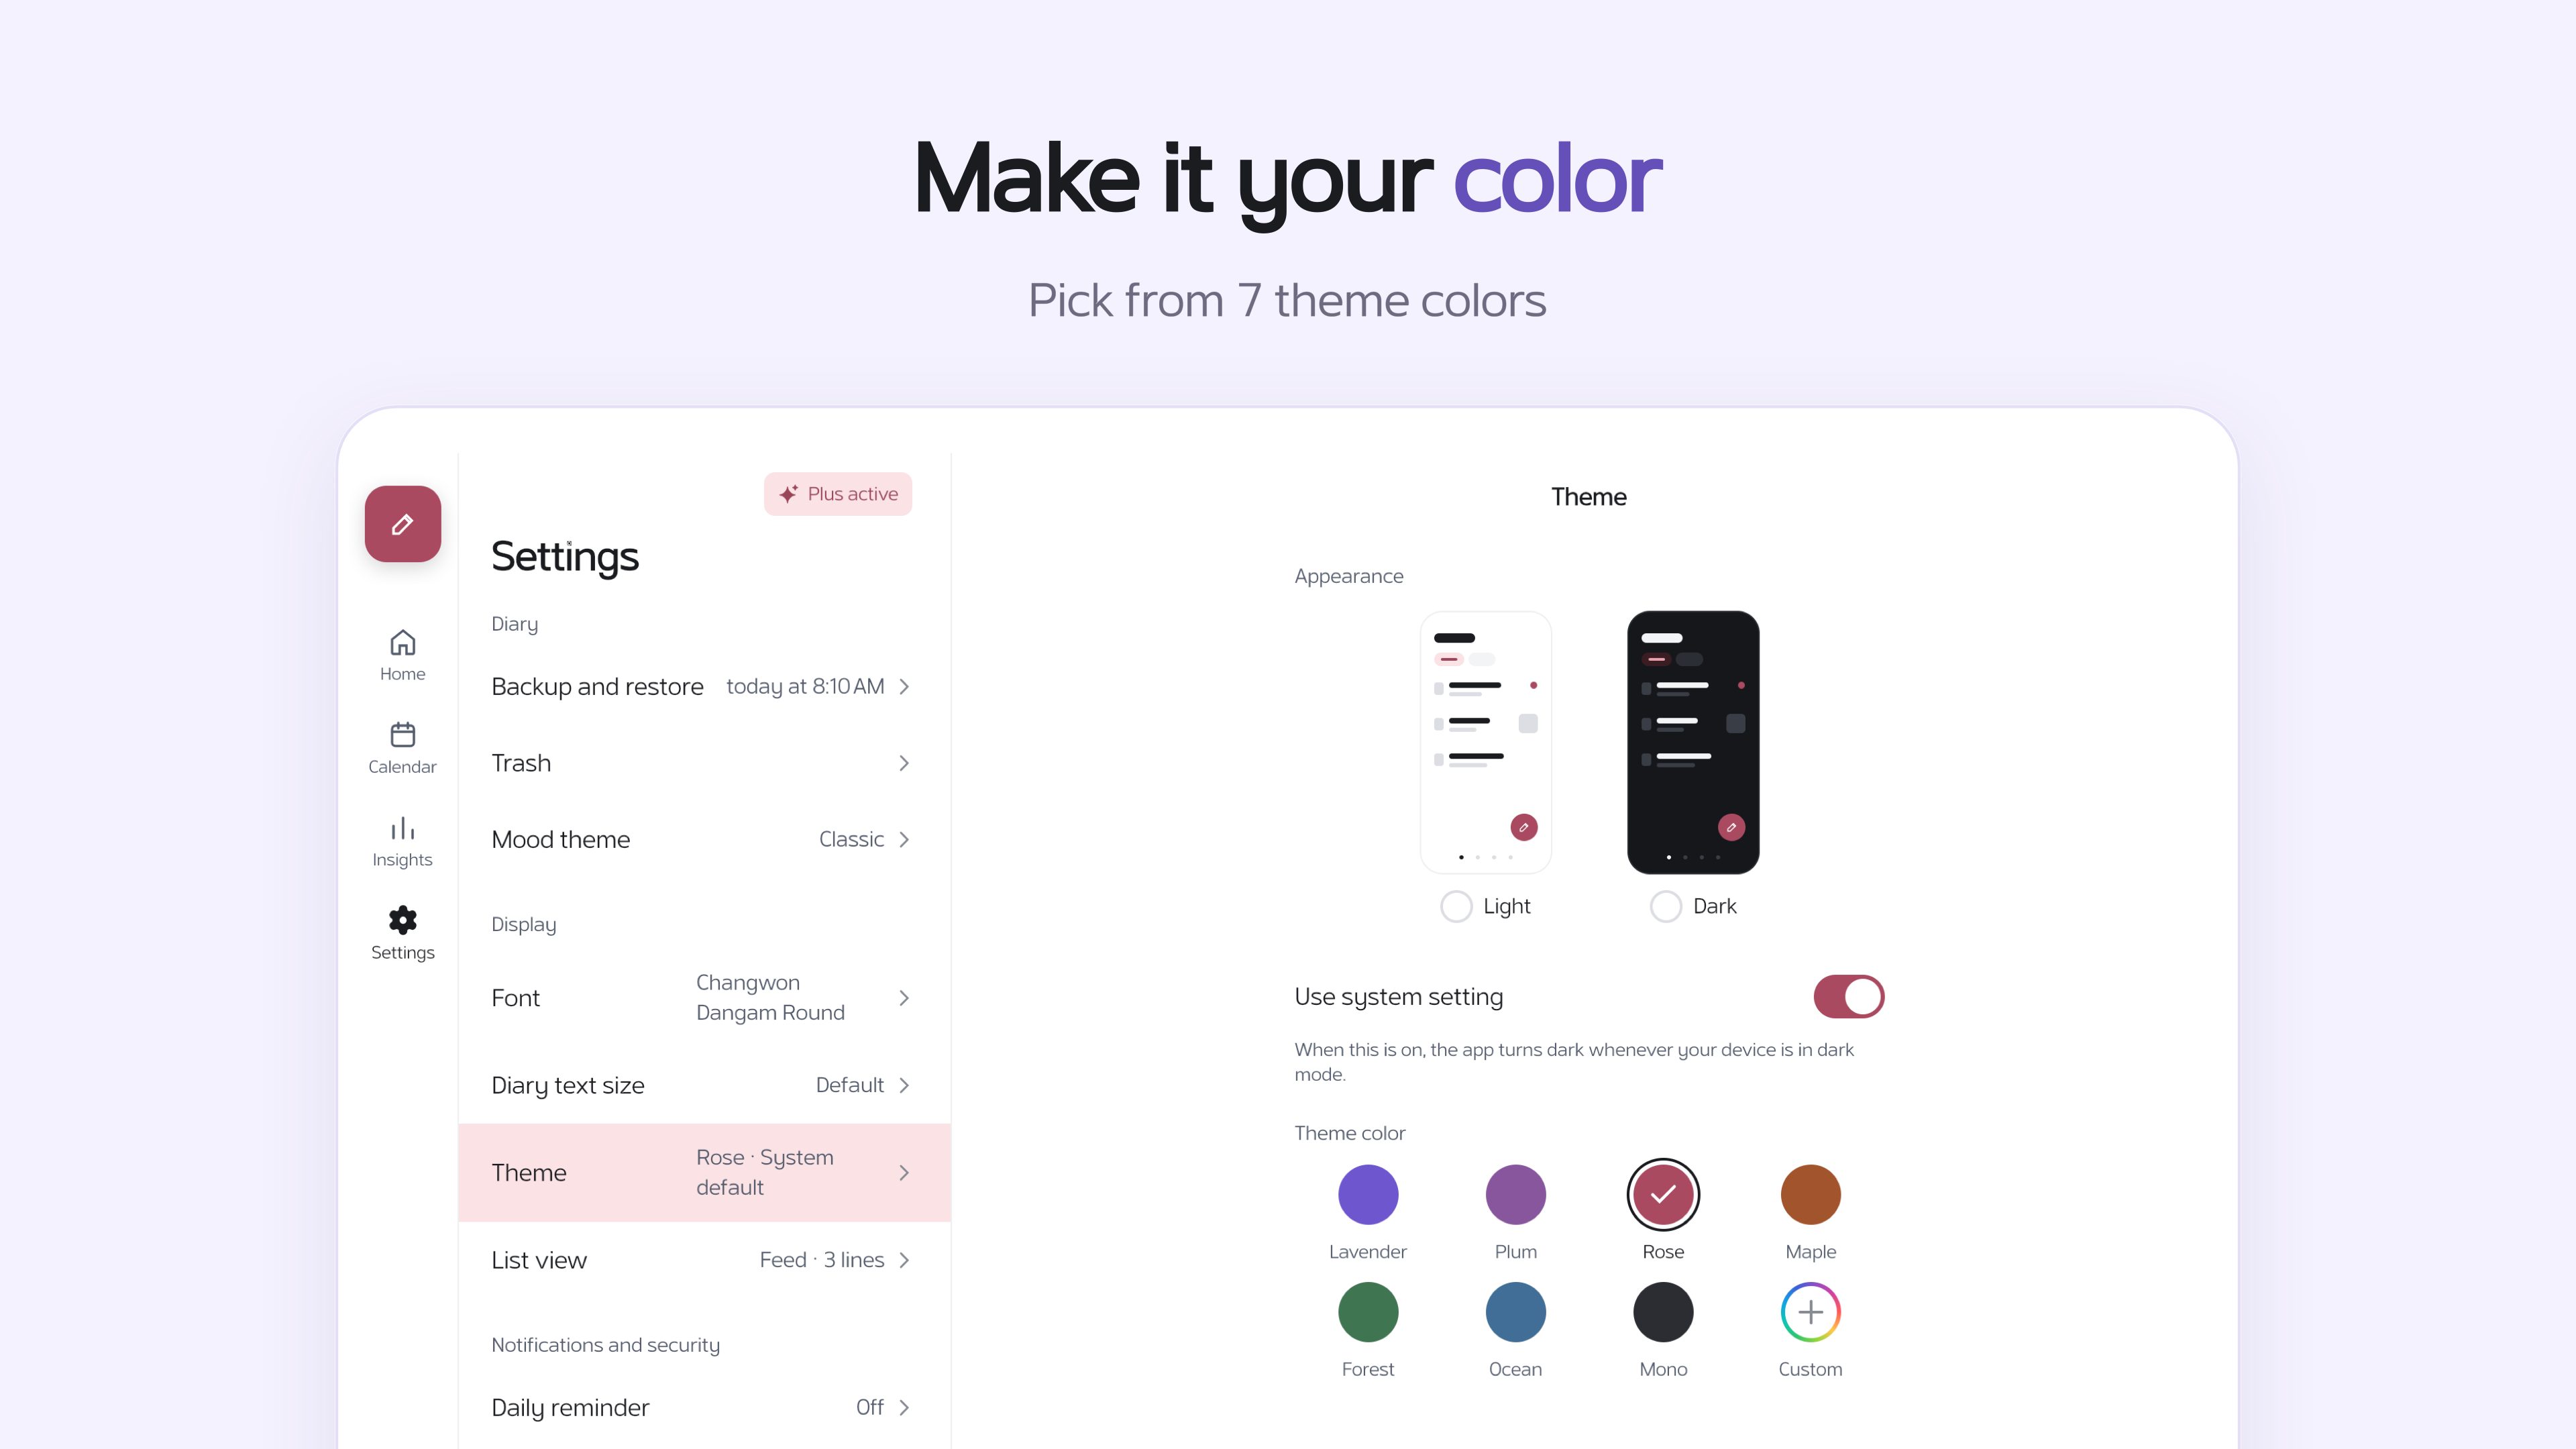 Make it your color
Pick from 7 theme colors
Home
Calendar
Insights
Settings
Plus active
Settings
Diary
Backup and restore today at 8:10 AM
Trash
Mood theme Classic
Display
Font Changwon
Dangam Round
Diary text size Default
Theme Rose · System
default
List view Feed · 3 lines
Notifications and security
Daily reminder Off
Theme
Appearance
Light Dark
Use system setting
When this is on, the app turns dark whenever your device is in dark
mode.
Theme color
Lavender Plum Rose Maple
Forest Ocean Mono Custom